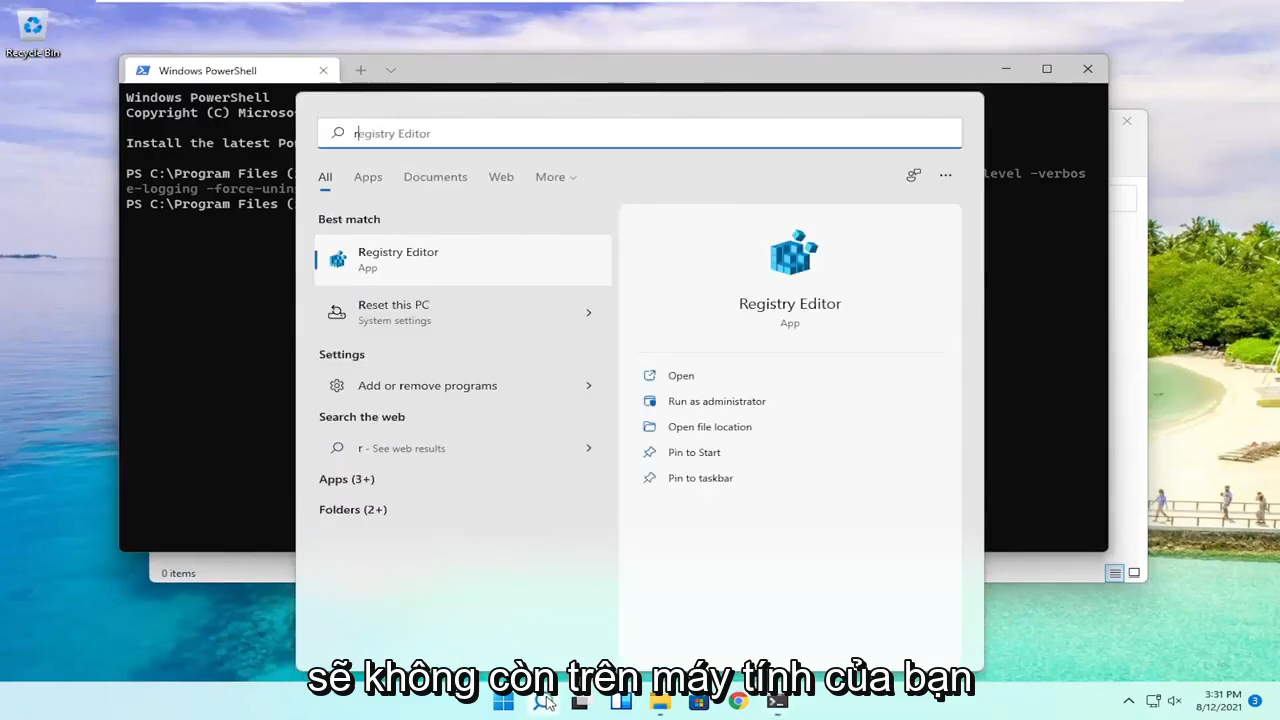 Recycle Bin
Windows PowerShell
Windows PowerShell
Copyright (C) Microso
Install the latest Po
PS C:\Program Files (
level -verbos
e-logging -force-unin
PS C:\Program Files (
registry Editor
All Apps Documents Web More
Best match
Registry Editor
App
Reset this PC
System settings
Settings
Add or remove programs
Search the web
r - See web results
Apps (3+)
Folders (2+)
Registry Editor
App
Open
Run as administrator
Open file location
Pin to Start
Pin to taskbar
0 items
sẽ không còn trên máy tính của bạn
3:31 PM
8/12/2021
3